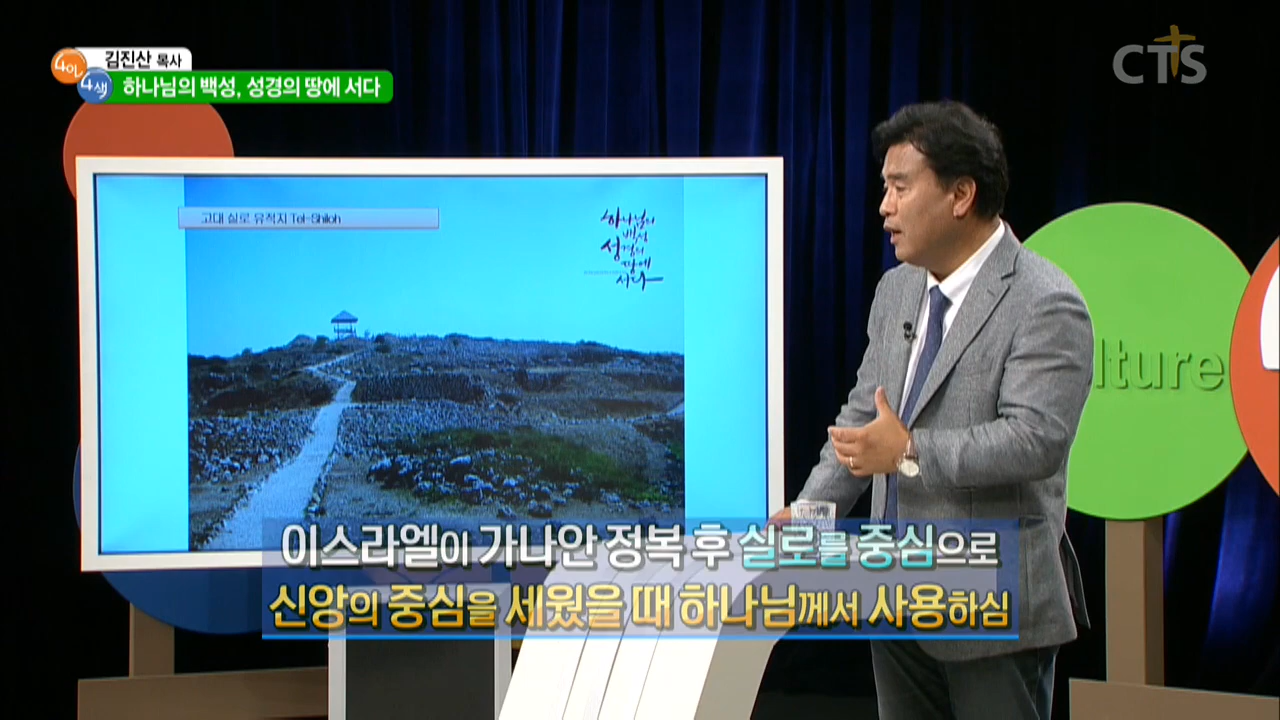 4인
4색
김진산 목사
하나님의 백성, 성경의 땅에 서다
CTS
고대 실로 유적지 Tel-Shiloh
하나님의
백성
성경의
땅에
서다
lture
이스라엘이 가나안 정복 후 실로를 중심으로
신앙의 중심을 세웠을 때 하나님께서 사용하심